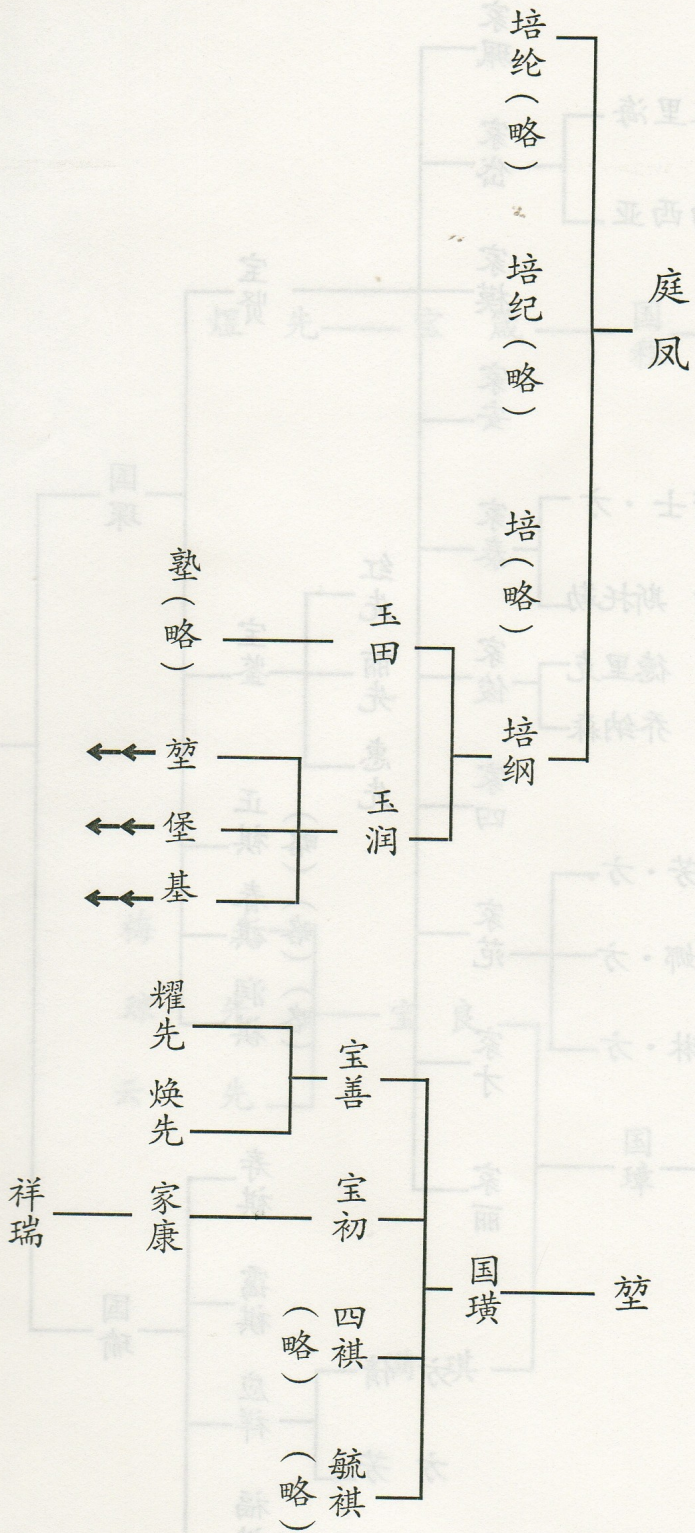 庭凤
培纶(略)
培纪(略)
培(略)
培纲
玉田
玉润
塾(略)
堃
堡
基
堃
国璜
宝善
宝初
四祺(略)
毓祺(略)
耀先
焕先
家康
祥瑞